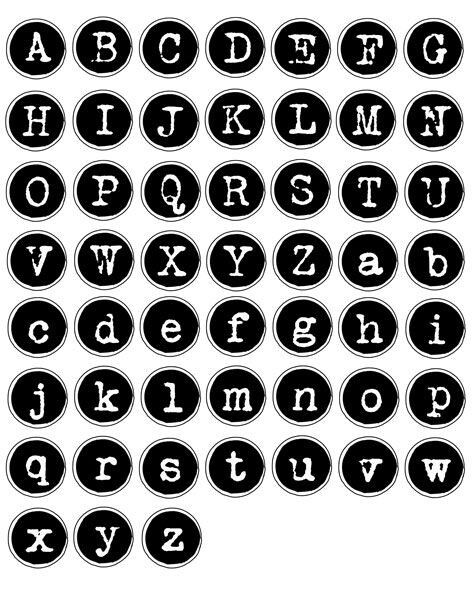 A B C D E F G
H I J K L M N
O P Q R S T U
V W X Y Z a b
c d e f g h i
j k l m n o p
q r s t u v w
x y z